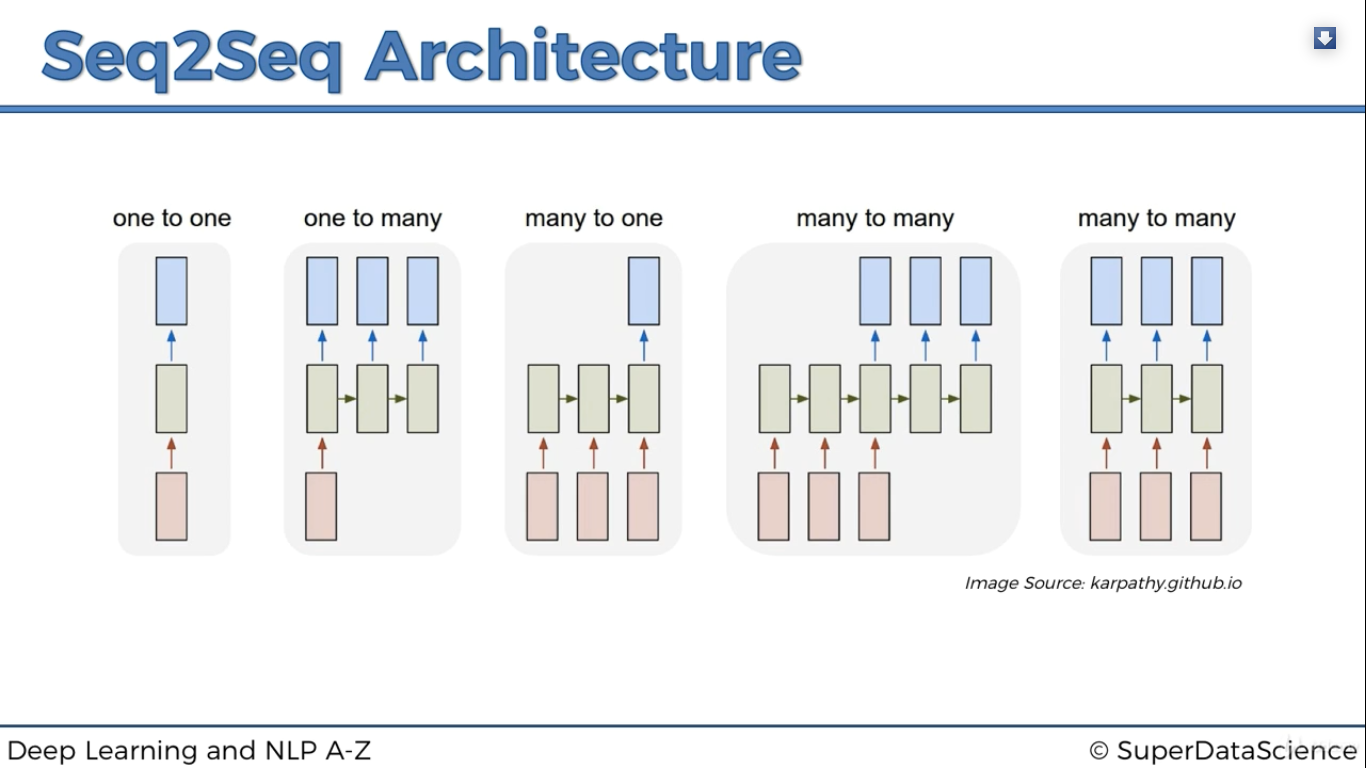 Seq2Seq Architecture
one to one
one to many
many to one
many to many
many to many
Image Source: karpathy.github.io
Deep Learning and NLP A-Z
© SuperDataScience